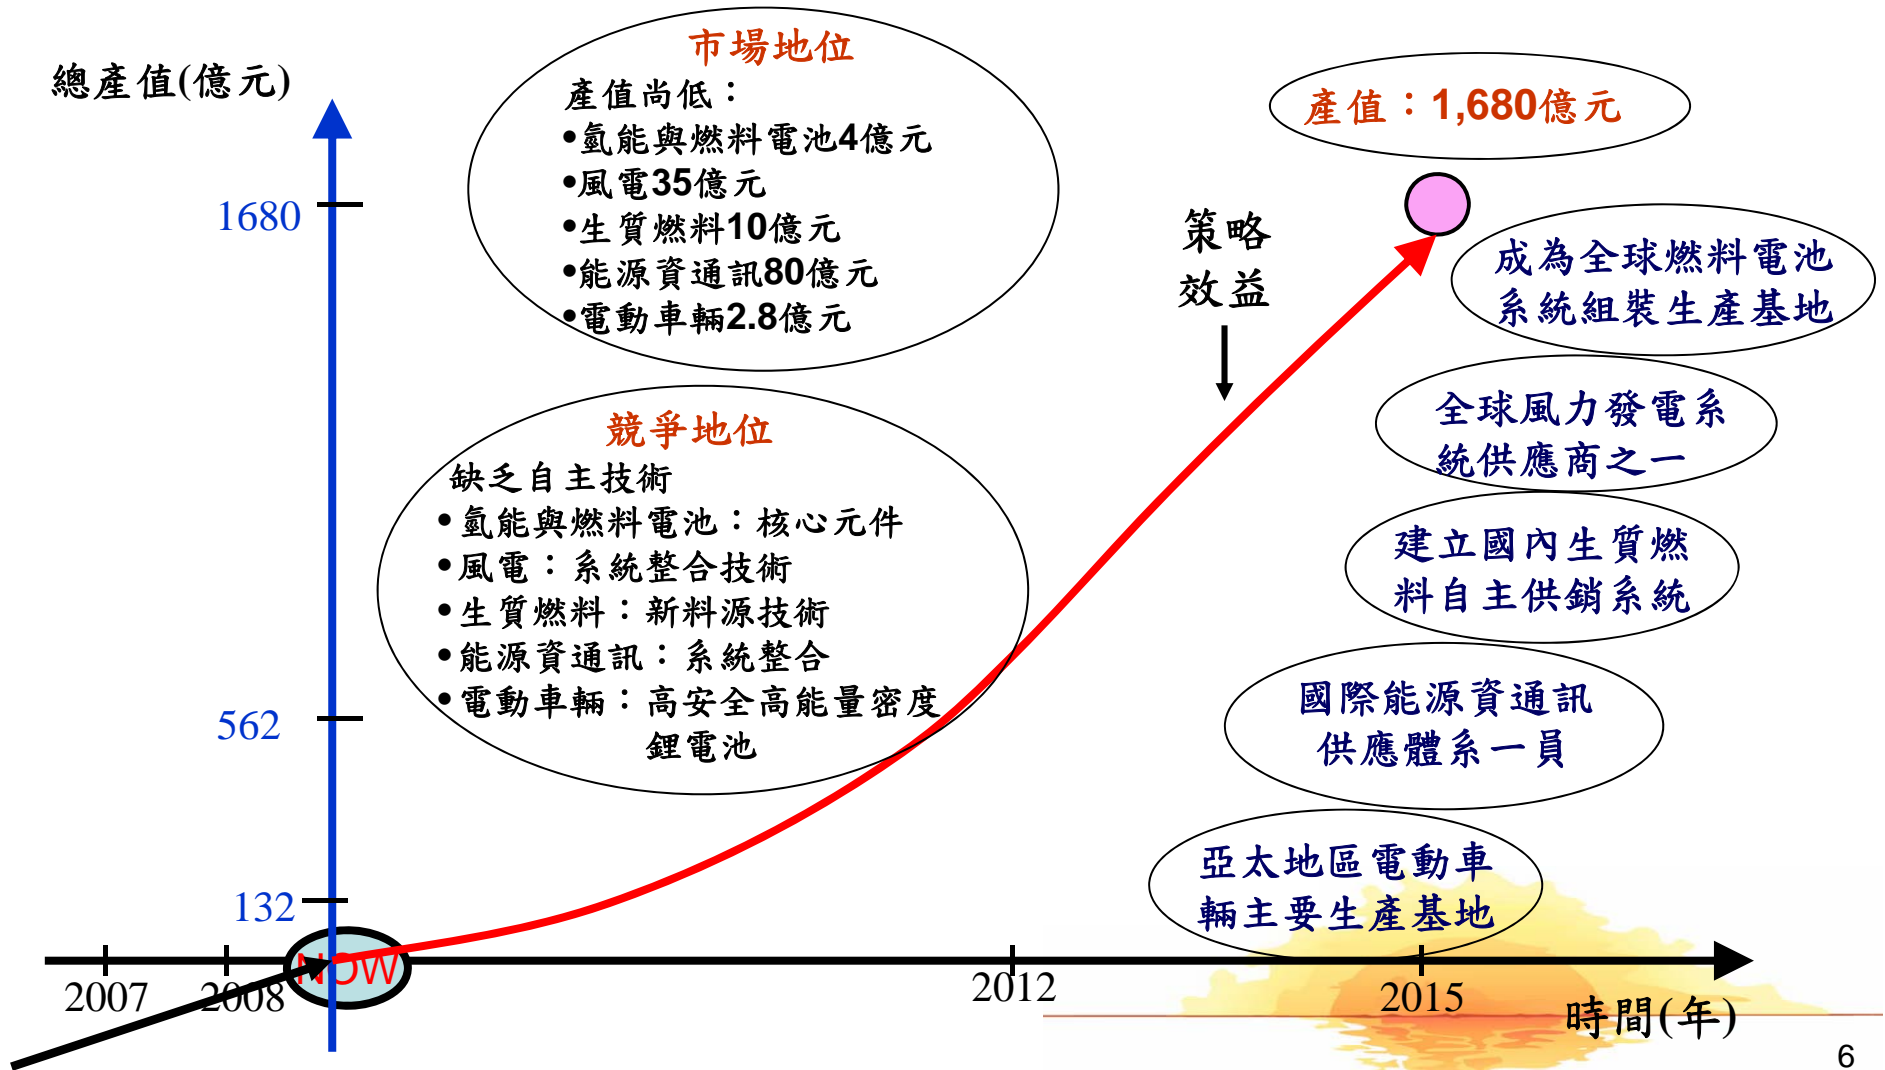 總產值(億元)
1680
562
132
市場地位
產值尚低：
•氫能與燃料電池4億元
•風電35億元
•生質燃料10億元
•能源資通訊80億元
•電動車輛2.8億元
競爭地位
缺乏自主技術
•氫能與燃料電池：核心元件
•風電：系統整合技術
•生質燃料：新料源技術
•能源資通訊：系統整合
•電動車輛：高安全高能量密度
鋰電池
策略
效益
產值：1,680億元
成為全球燃料電池
系統組裝生產基地
全球風力發電系
統供應商之一
建立國內生質燃
料自主供銷系統
國際能源資通訊
供應體系一員
亞太地區電動車
輛主要生產基地
NOW
2007
2008
2012
2015
時間(年)
6